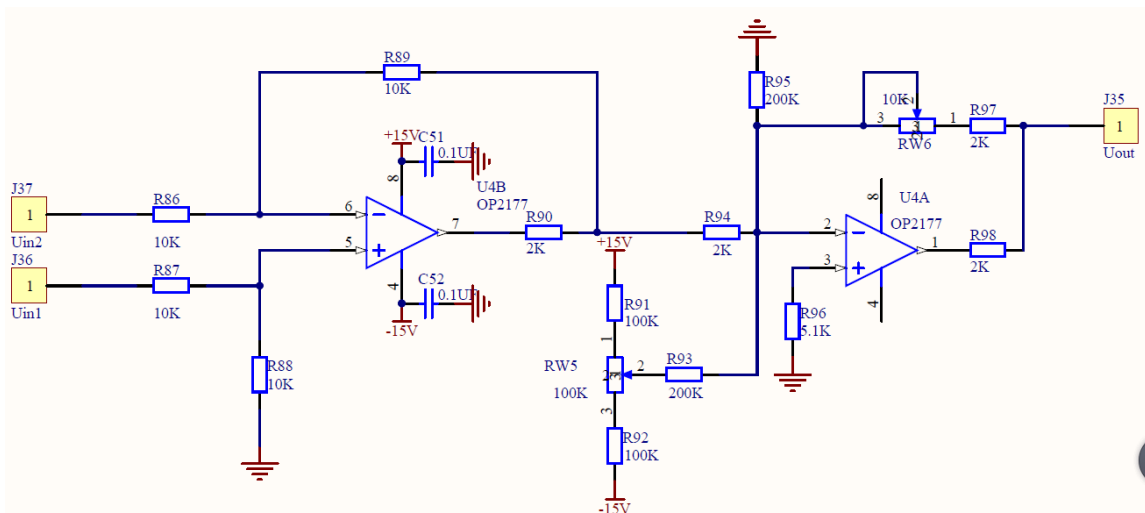 R89
10K
+15V
C51
0.1UF
8
U4B
OP2177
J37
1
Uin2
R86
10K
6
5
7
R90
2K
J36
1
Uin1
R87
10K
4
C52
0.1UF
-15V
R88
10K
R95
200K
10K
2
3
1
RW6
R97
2K
J35
1
Uout
R94
2K
8
U4A
OP2177
2
3
1
R98
2K
4
R96
5.1K
+15V
R91
100K
1
RW5
100K
2
R93
200K
3
R92
100K
-15V